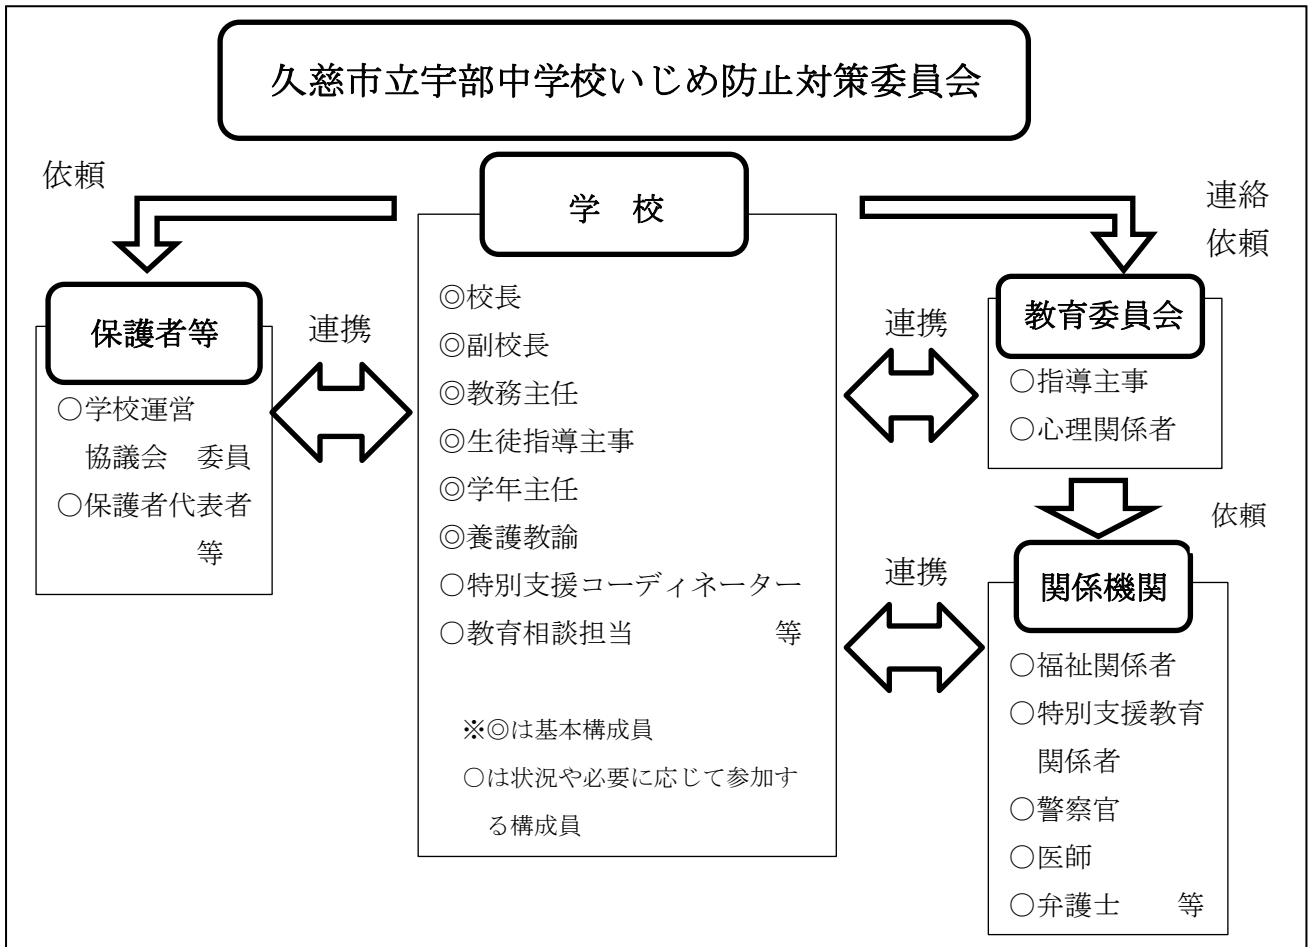 久慈市立宇部中学校いじめ防止対策委員会
依頼
学　校
連絡
依頼
保護者等
○学校運営
協議会　委員
○保護者代表者
等
連携
◎校長
◎副校長
◎教務主任
◎生徒指導主事
◎学年主任
◎養護教諭
○特別支援コーディネーター
○教育相談担当　　　　　等
※◎は基本構成員
○は状況や必要に応じて参加す
る構成員
連携
教育委員会
○指導主事
○心理関係者
依頼
連携
関係機関
○福祉関係者
○特別支援教育
関係者
○警察官
○医師
○弁護士　　等